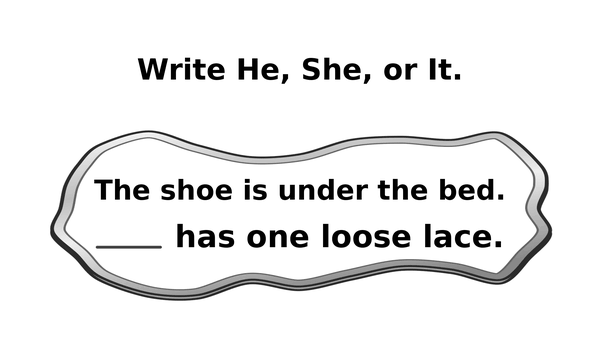 Write He, She, or It.
The shoe is under the bed.
____ has one loose lace.